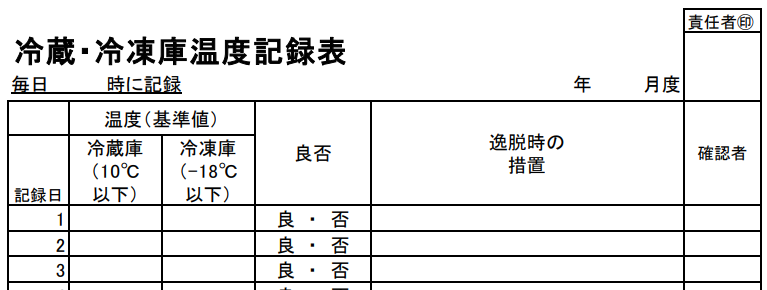 責任者㊞
冷蔵・冷凍庫温度記録表
毎日　　　時に記録
年　　　月度
温度（基準値）
冷蔵庫
（10℃
以下）
冷凍庫
（-18℃
以下）
良否
逸脱時の
措置
確認者
記録日
1　良 ・ 否
2　良 ・ 否
3　良 ・ 否